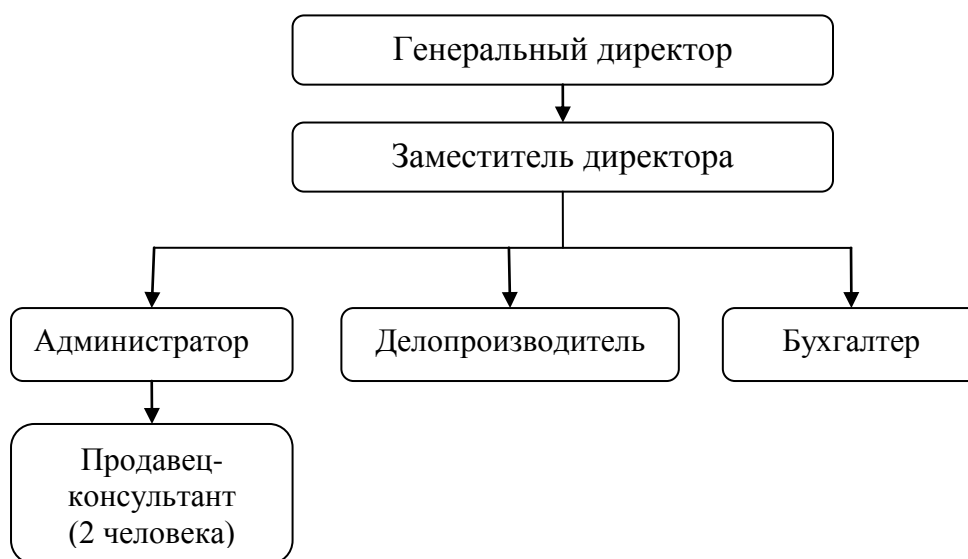 Генеральный директор
Заместитель директора
Администратор
Делопроизводитель
Бухгалтер
Продавец-
консультант
(2 человека)